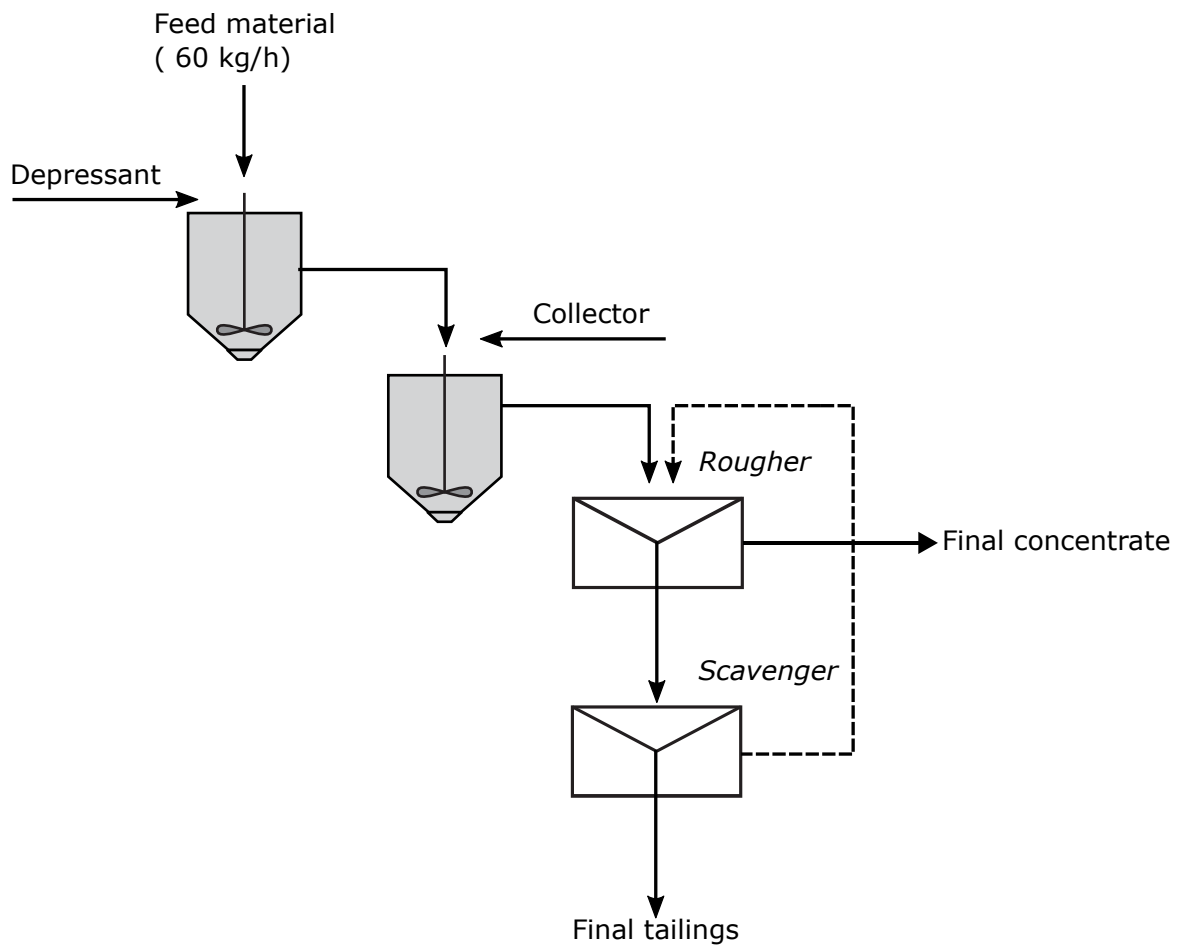 Feed material
( 60 kg/h)
Depressant
Collector
Rougher
Final concentrate
Scavenger
Final tailings